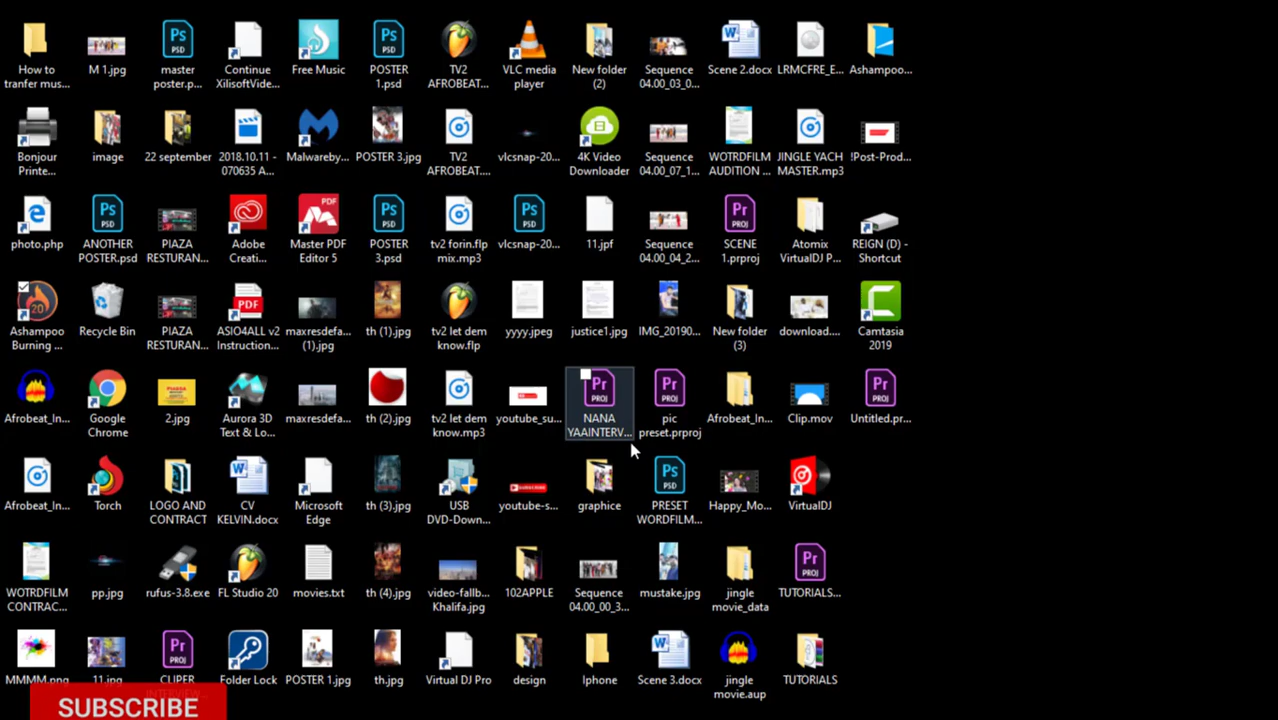 How to tranfer mus...
M 1.jpg
master poster.p...
Continue XilisoftVide...
Free Music
POSTER 1.psd
TV2 AFROBEAT...
VLC media player
New folder (2)
Sequence 04.00_03_0...
Scene 2.docx
LRMCFRE_E...
Ashampoo...
Bonjour Printe...
image
22 september
2018.10.11 - 070635 A...
Malwareby...
POSTER 3.jpg
TV2 AFROBEAT...
vlcsnap-20...
4K Video Downloader
Sequence 04.00_07_1...
WOTRDFILM AUDITION ...
JINGLE YACH MASTER.mp3
!Post-Prod...
photo.php
ANOTHER POSTER.psd
PIAZA RESTURAN...
Adobe Creati...
Master PDF Editor 5
POSTER 3.psd
tv2 forin.flp mix.mp3
vlcsnap-20...
11.jpf
Sequence 04.00_04_2...
SCENE 1.prproj
Atomix VirtualDJ P...
REIGN (D) - Shortcut
Ashampoo Burning ...
Recycle Bin
PIAZA RESTURAN...
ASIO4ALL v2 Instruction...
maxresdefa... (1).jpg
th (1).jpg
tv2 let dem know.flp
yyyy.jpeg
justice1.jpg
IMG_20190...
New folder (3)
download....
Camtasia 2019
Afrobeat_In...
Google Chrome
2.jpg
Aurora 3D Text & Lo...
maxresdefa...
th (2).jpg
tv2 let dem know.mp3
youtube_su...
NANA YAAINTERV...
pic preset.prproj
Afrobeat_In...
Clip.mov
Untitled.pr...
Afrobeat_In...
Torch
LOGO AND CONTRACT
CV KELVIN.docx
Microsoft Edge
th (3).jpg
USB DVD-Down...
youtube-s...
graphice
PRESET WORDFILM...
Happy_Mo...
VirtualDJ
WOTRDFILM CONTRAC...
pp.jpg
rufus-3.8.exe
FL Studio 20
movies.txt
th (4).jpg
video-fallb... Khalifa.jpg
102APPLE
Sequence 04.00_00_3...
mustake.jpg
jingle movie_data
TUTORIALS...
MMMM.png
11.jpg
CLIPER INTERVIEW...
Folder Lock
POSTER 1.jpg
th.jpg
Virtual DJ Pro
design
Iphone
Scene 3.docx
jingle movie.aup
TUTORIALS
SUBSCRIBE